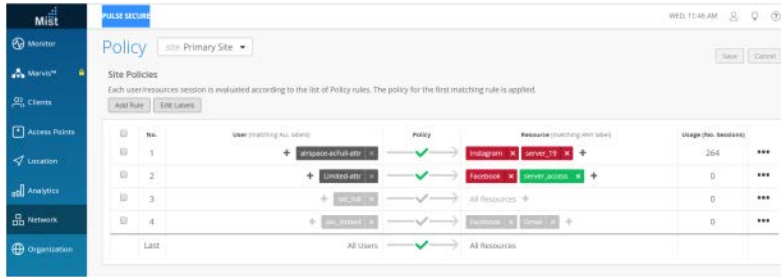 Mist
PULSE SECURE
WED, 11:46 AM
Monitor
Marvis™
Clients
Access Points
Location
Analytics
Network
Organization
Policy
site Primary Site
Save
Cancel
Site Policies
Each user/resources session is evaluated according to the list of Policy rules. The policy for the first matching rule is applied.
Add Rule Edit Labels
No. User (matching ALL labels) Policy Resource (matching ANY label) Usage (No. Sessions)
1 + airspace-acl-full-attr x Instagram x server_19 x + 264 •••
2 + Limited-attr x Facebook x server_access x + 0 •••
3 + x All Resources + 0 •••
4 + x Facebook x Gmail x + 0 •••
Last All Users All Resources